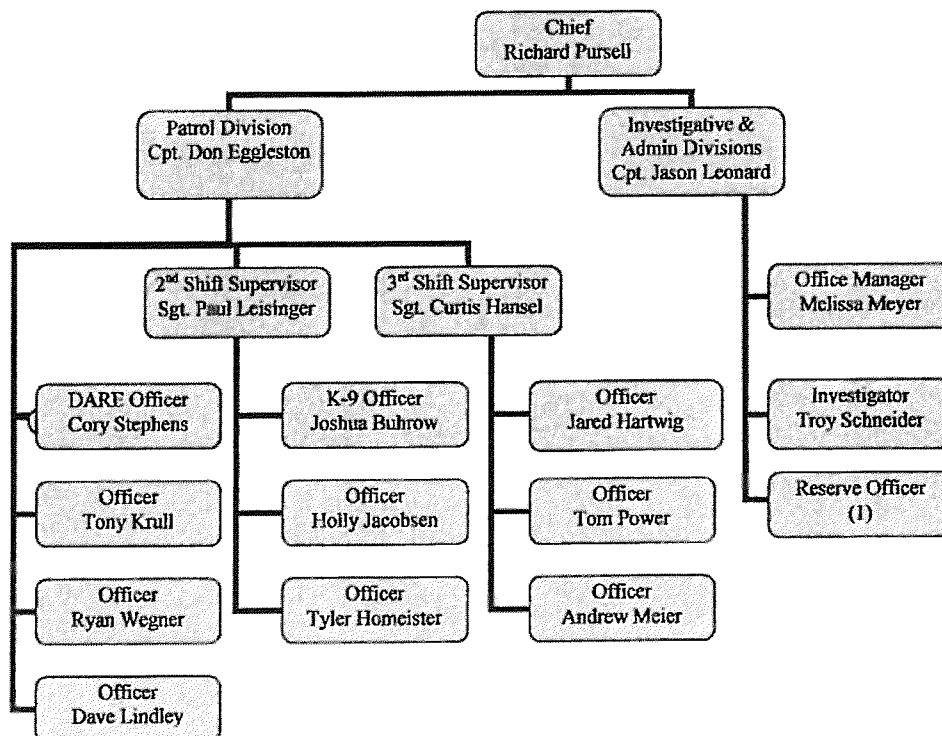 Chief
Richard Pursell
Patrol Division
Cpt. Don Eggleston
Investigative &
Admin Divisions
Cpt. Jason Leonard
2nd Shift Supervisor
Sgt. Paul Leisinger
3rd Shift Supervisor
Sgt. Curtis Hansel
Office Manager
Melissa Meyer
DARE Officer
Cory Stephens
K-9 Officer
Joshua Buhrow
Officer
Jared Hartwig
Investigator
Troy Schneider
Officer
Tony Krull
Officer
Holly Jacobsen
Officer
Tom Power
Reserve Officer
(1)
Officer
Ryan Wegner
Officer
Tyler Homeister
Officer
Andrew Meier
Officer
Dave Lindley